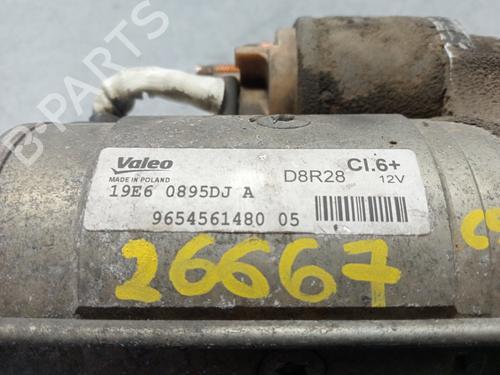 Valeo
MADE IN POLAND
D8R28 Cl.6+
12V
19E6 0895DJ A
9654561480 05
26667
B-PARTS